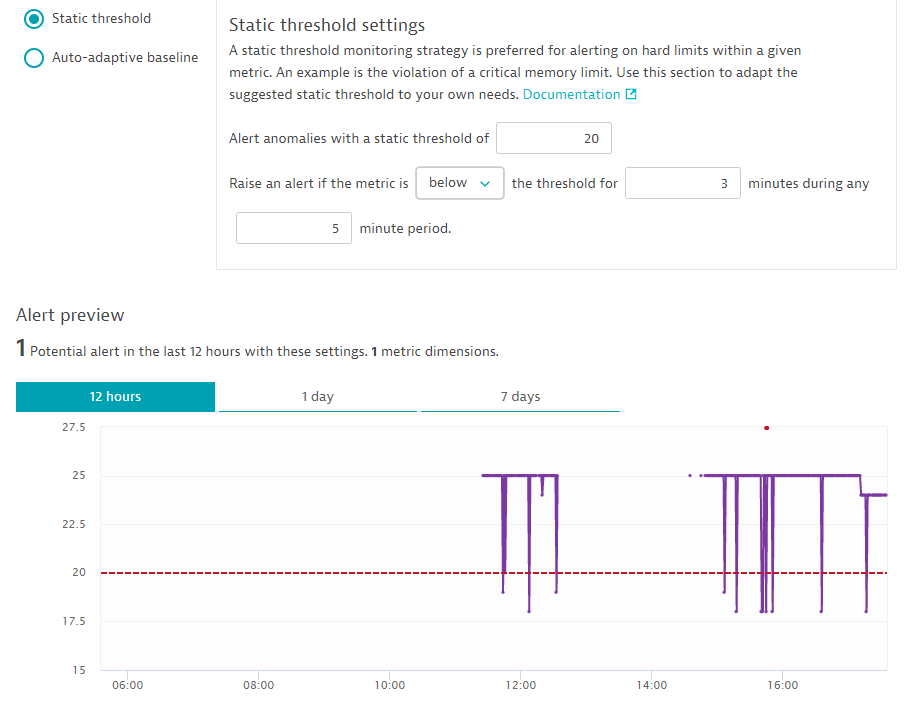 Static threshold
Auto-adaptive baseline
Static threshold settings
A static threshold monitoring strategy is preferred for alerting on hard limits within a given
metric. An example is the violation of a critical memory limit. Use this section to adapt the
suggested static threshold to your own needs. Documentation
Alert anomalies with a static threshold of 20
Raise an alert if the metric is below the threshold for 3 minutes during any
5 minute period.
Alert preview
1 Potential alert in the last 12 hours with these settings. 1 metric dimensions.
12 hours 1 day 7 days
27.5
25
22.5
20
17.5
15
06:00 08:00 10:00 12:00 14:00 16:00